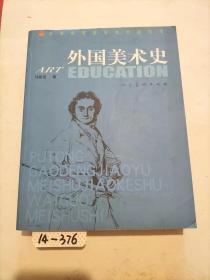 外国美术史
ART
EDUCATION
PUTONG
GAODENGJIAOYU
MEISHUJIAOKESHU
WAIGUO
MEISHUSHI
14-376